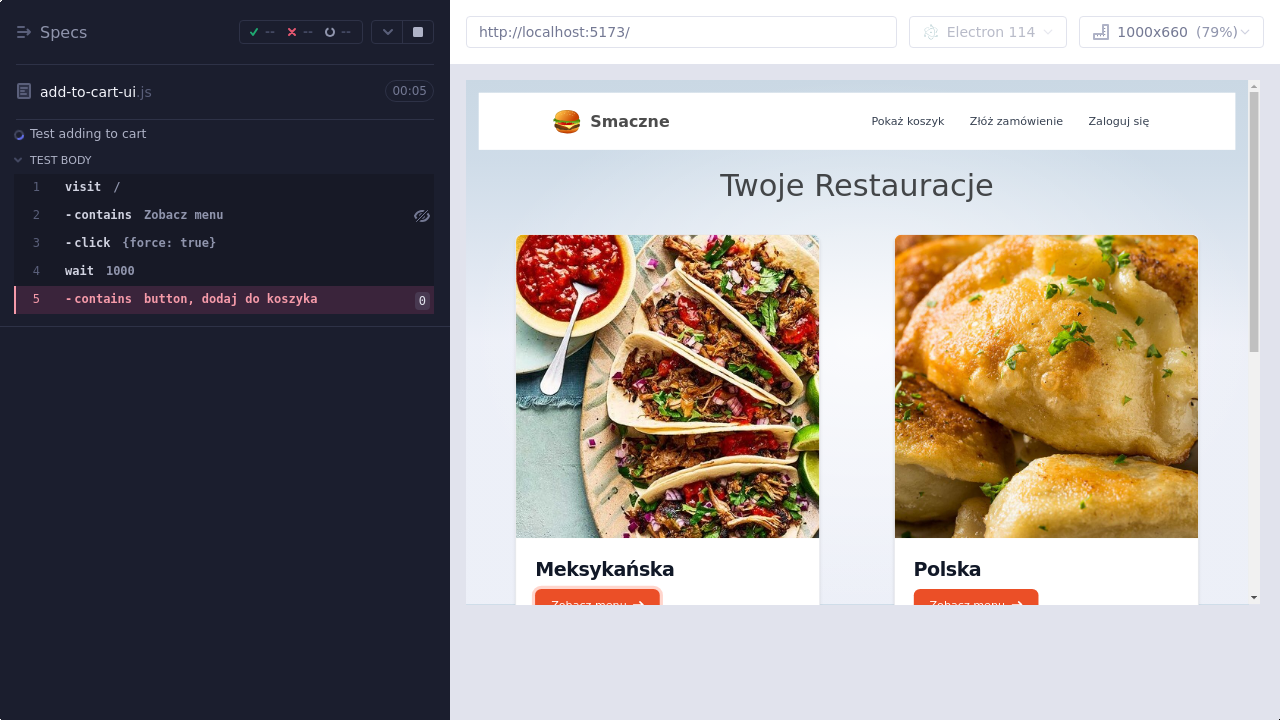 Specs
--
--
--
add-to-cart-ui.js
00:05
Test adding to cart
TEST BODY
1 visit /
2 -contains Zobacz menu
3 -click {force: true}
4 wait 1000
5 -contains button, dodaj do koszyka 0
http://localhost:5173/
Electron 114
1000x660 (79%)
Smaczne
Pokaż koszyk
Złóż zamówienie
Zaloguj się
Twoje Restauracje
Meksykańska
Zobacz menu
Polska
Zobacz menu